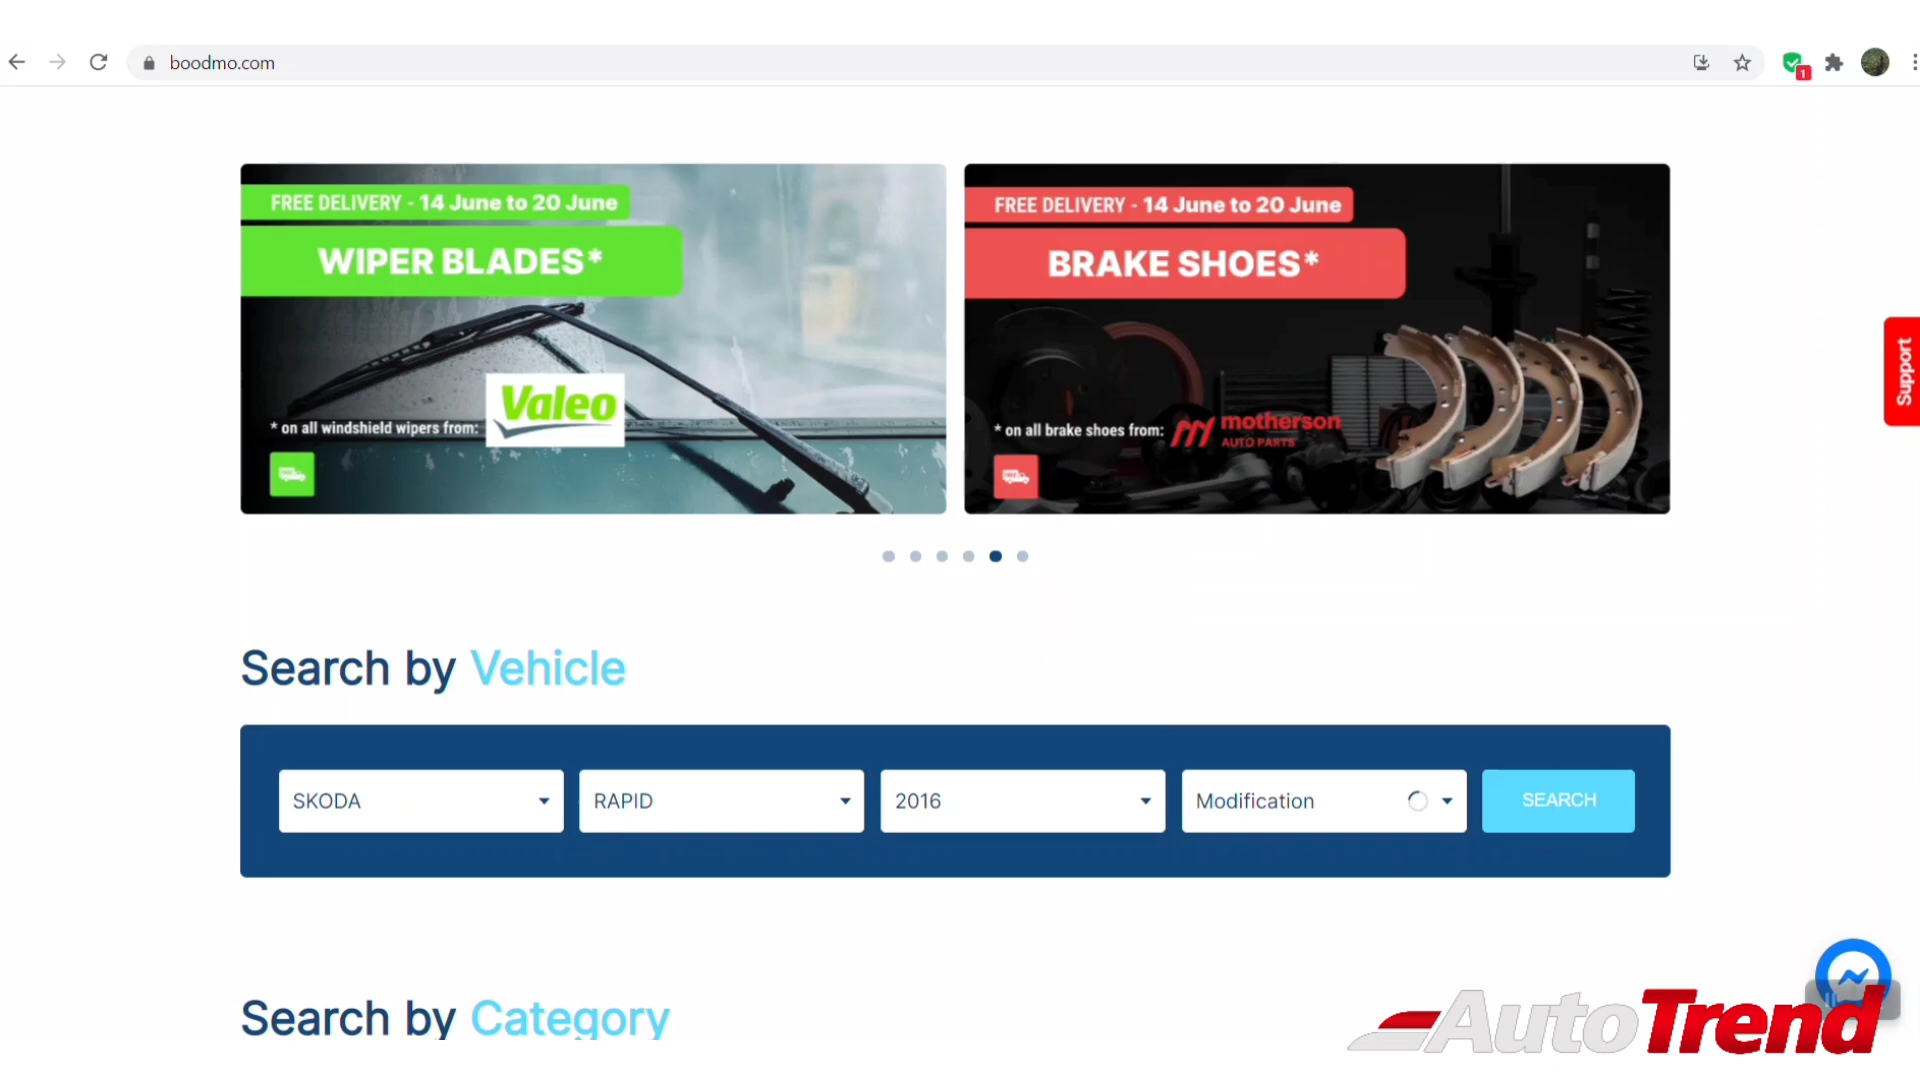 boodmo.com
1
FREE DELIVERY - 14 June to 20 June
WIPER BLADES*
* on all windshield wipers from:
Valeo
FREE DELIVERY - 14 June to 20 June
BRAKE SHOES*
* on all brake shoes from:
motherson
AUTO PARTS
Support
Search by Vehicle
SKODA
RAPID
2016
Modification
SEARCH
Search by Category
AutoTrend